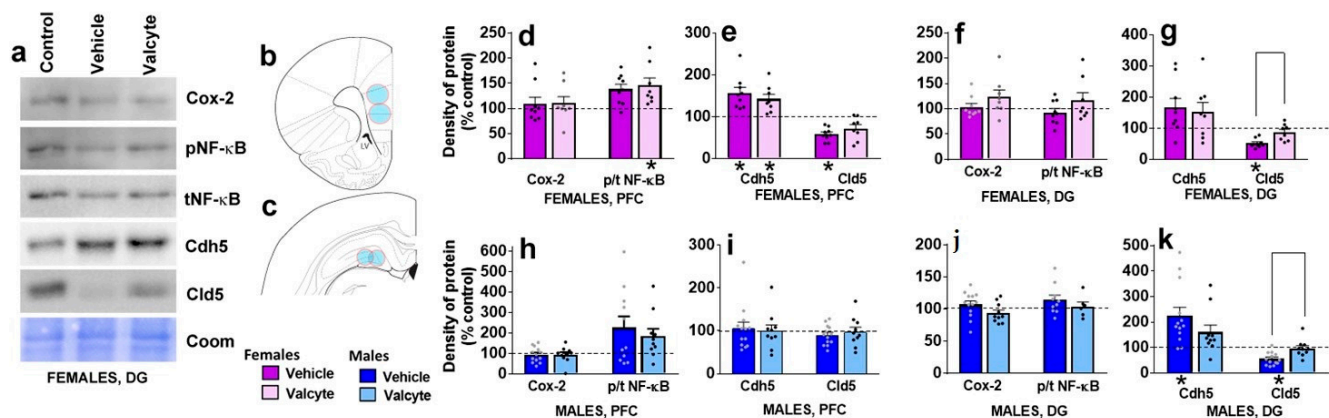 a
Control
Vehicle
Valcyte
Cox-2
pNF-κB
tNF-κB
Cdh5
Cld5
Coom
FEMALES, DG
b
LV
c
Females
Males
Vehicle
Vehicle
Valcyte
Valcyte
d
Density of protein
(% control)
250
200
150
100
50
0
Cox-2
p/t NF-κB
*
FEMALES, PFC
e
300
200
100
0
* * *
Cdh5
Cld5
FEMALES, PFC
f
250
200
150
100
50
0
Cox-2
p/t NF-κB
FEMALES, DG
g
400
300
200
100
0
*
Cdh5
Cld5
FEMALES, DG
h
Density of protein
(% control)
600
500
400
300
200
100
0
Cox-2
p/t NF-κB
MALES, PFC
i
300
200
100
0
Cdh5
Cld5
MALES, PFC
j
200
150
100
50
0
Cox-2
p/t NF-κB
MALES, DG
k
500
400
300
200
100
0
* *
Cdh5
Cld5
MALES, DG